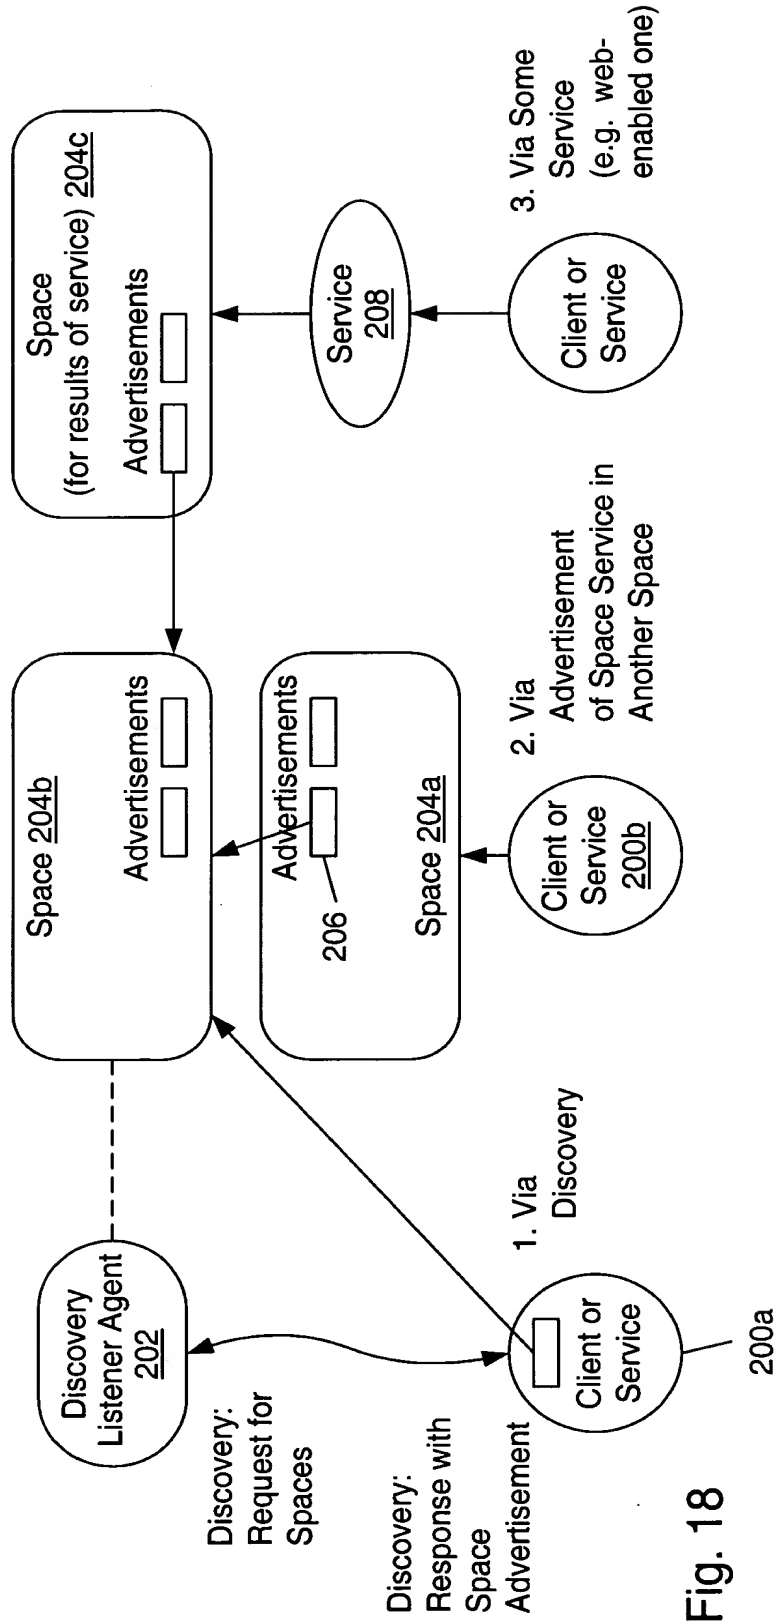 Discovery
Listener Agent
202
Space 204b
Advertisements
Space
(for results of service) 204c
Advertisements
Discovery:
Request for
Spaces
Advertisements
206
Space 204a
Service
208
Discovery:
Response with
Space
Advertisement
Client or
Service
200a
1. Via
Discovery
Client or
Service
200b
2. Via
Advertisement
of Space Service in
Another Space
Client or
Service
3. Via Some
Service
(e.g. web-
enabled one)
Fig. 18